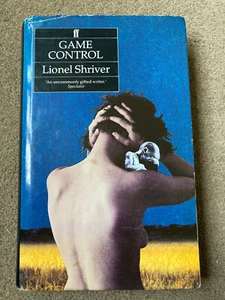 ff
GAME
CONTROL
Lionel Shriver
'An uncommonly gifted writer.'
Spectator